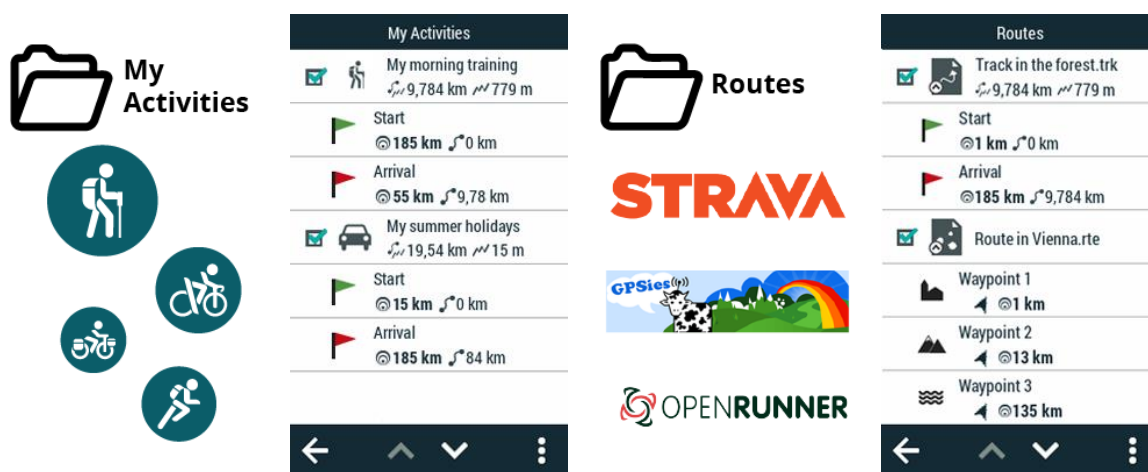 My
Activities
My Activities
My morning training
9,784 km 779 m
Start
185 km 0 km
Arrival
55 km 9,78 km
My summer holidays
19,54 km 15 m
Start
15 km 0 km
Arrival
185 km 84 km
Routes
STRAVA
GPSies
OPENRUNNER
Routes
Track in the forest.trk
9,784 km 779 m
Start
1 km 0 km
Arrival
185 km 9,784 km
Route in Vienna.rte
Waypoint 1
1 km
Waypoint 2
13 km
Waypoint 3
135 km